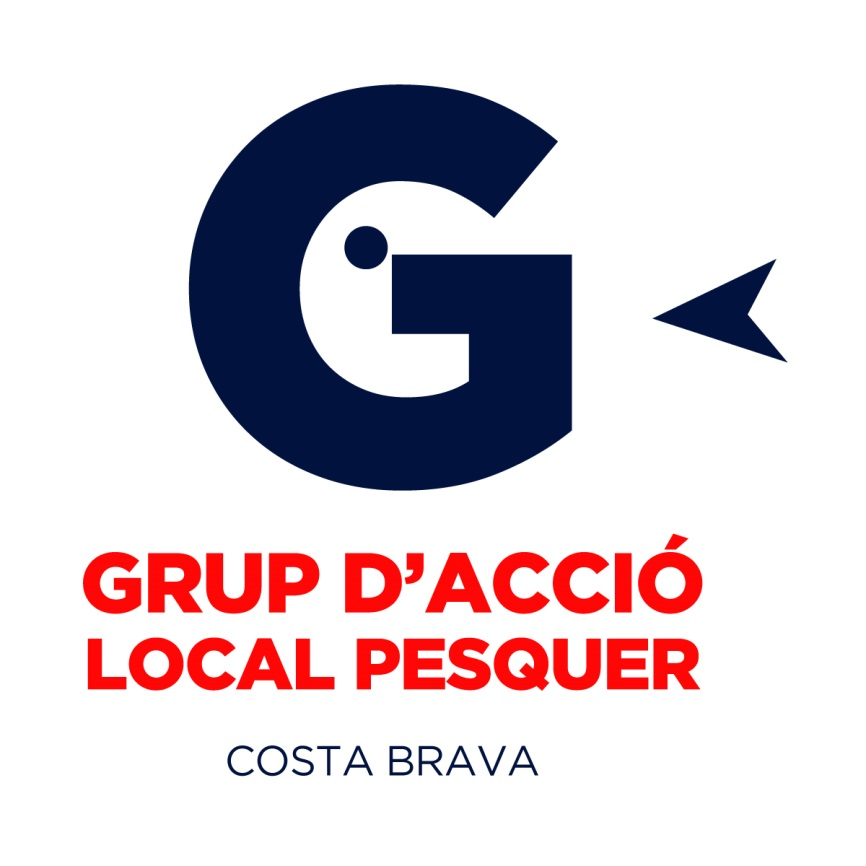 G
GRUP D’ACCIÓ
LOCAL PESQUER
COSTA BRAVA